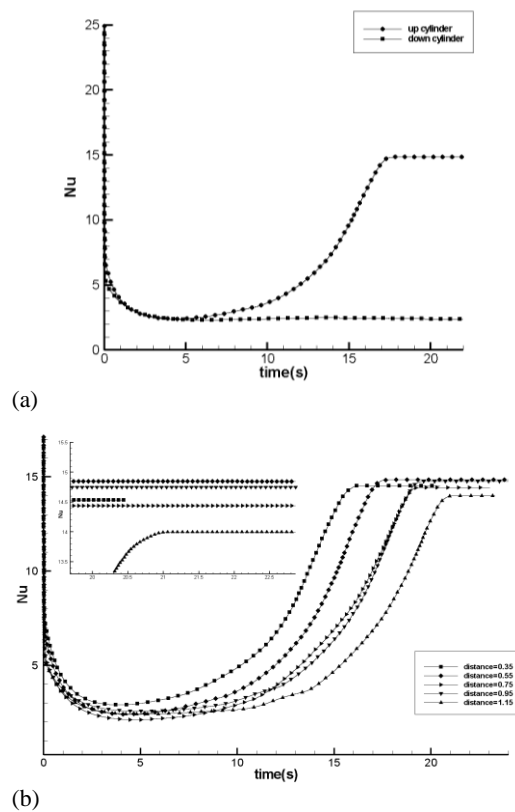 25
20
15
10
5
0
Nu
0 5 10 15 20
time(s)
up cylinder
down cylinder
(a)
15
10
5
Nu
0 5 10 15 20
time(s)
15.5
15
14.5
14
13.5
Nu
20 20.5 21 21.5 22 22.5
distance=0.35
distance=0.55
distance=0.75
distance=0.95
distance=1.15
(b)